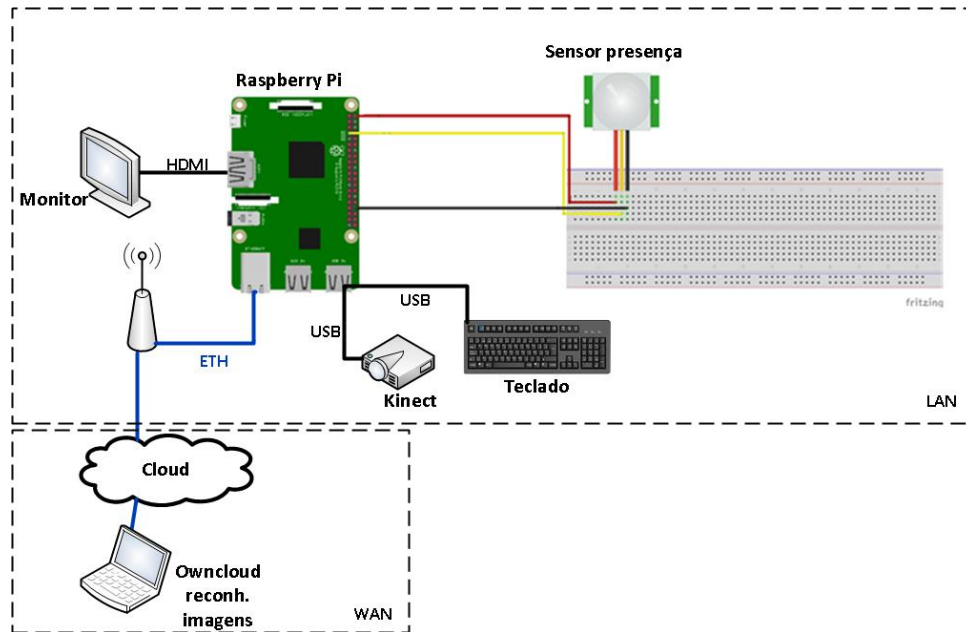 Sensor presença
Raspberry Pi
HDMI
Monitor
fritzing
USB
USB
ETH
Teclado
Kinect
LAN
Cloud
Owncloud
reconh.
imagens
WAN